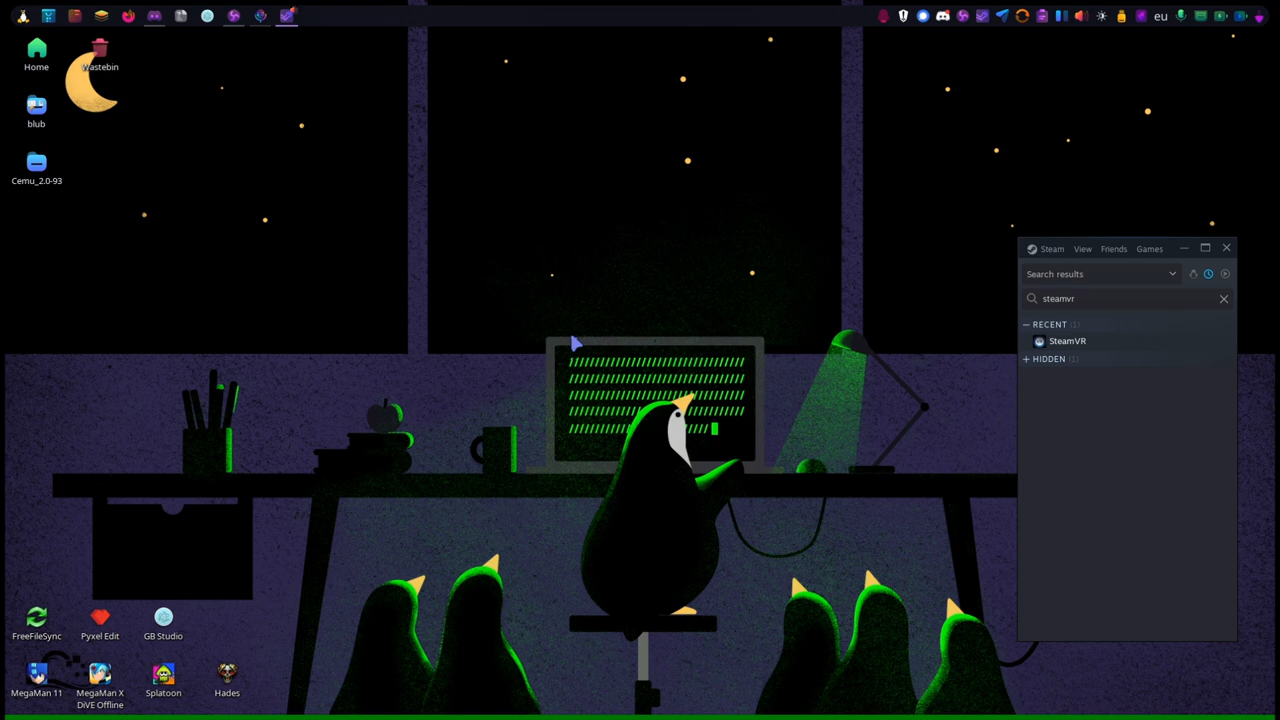 eu
Home
Wastebin
blub
Cemu_2.0-93
Steam View Friends Games
Search results
steamvr
RECENT (1)
SteamVR
HIDDEN (1)
////////////////////////////////
FreeFileSync
Pyxel Edit
GB Studio
MegaMan 11
MegaMan X
DiVE Offline
Splatoon
Hades